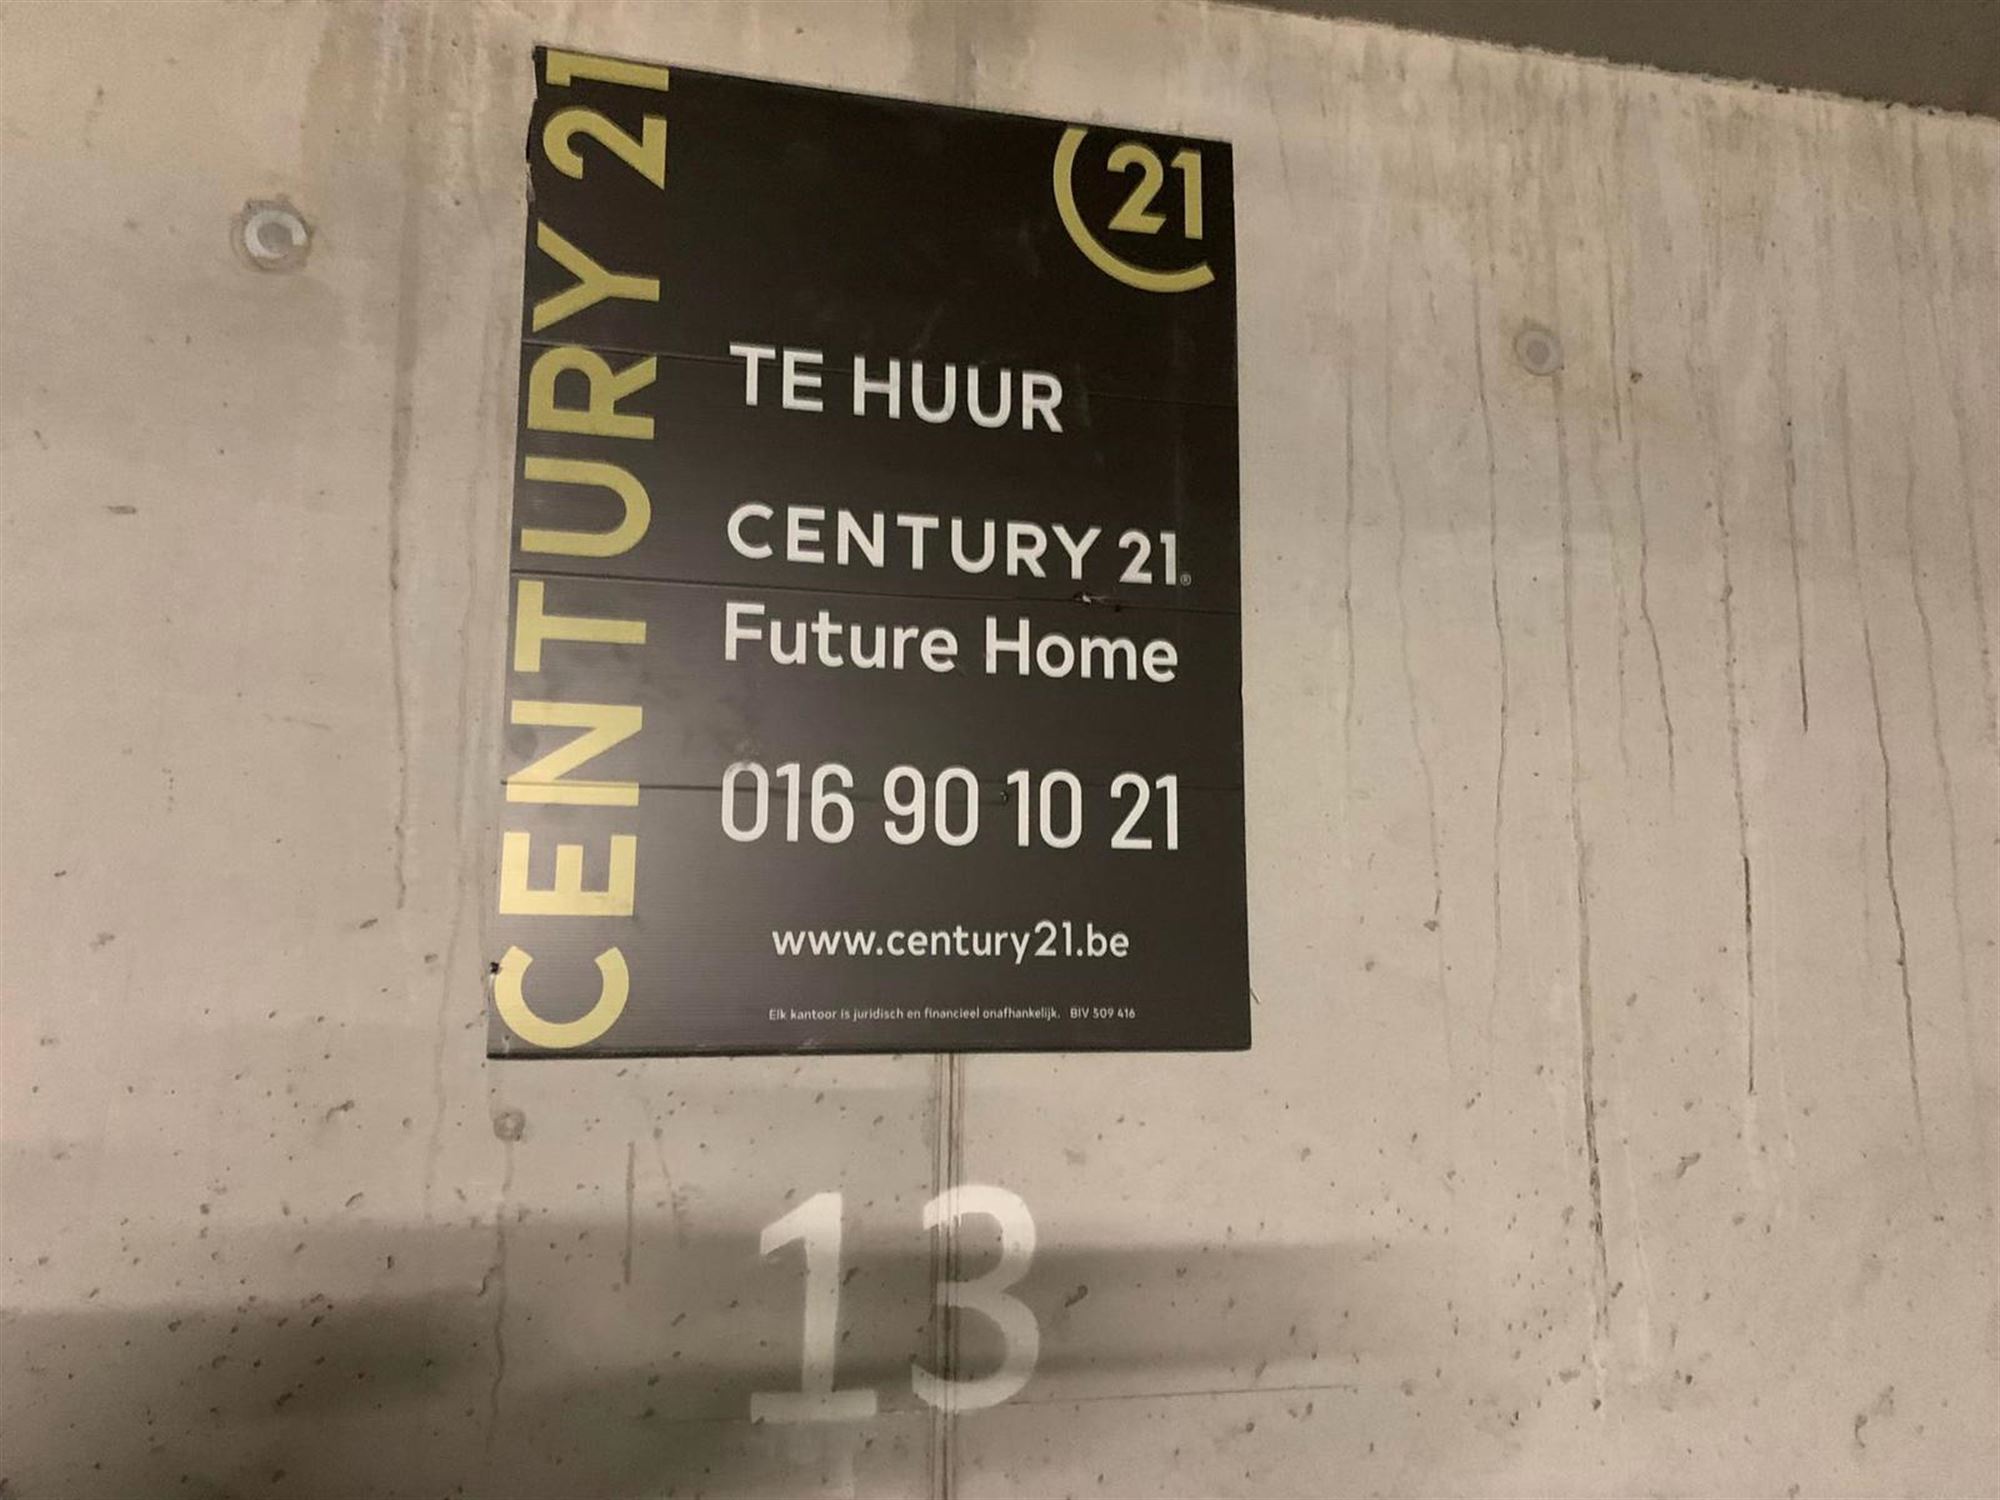 CENTURY 21
21
TE HUUR
CENTURY 21®
Future Home
016 90 10 21
www.century21.be
Elk kantoor is juridisch en financieel onafhankelijk. BIV 509 416
13